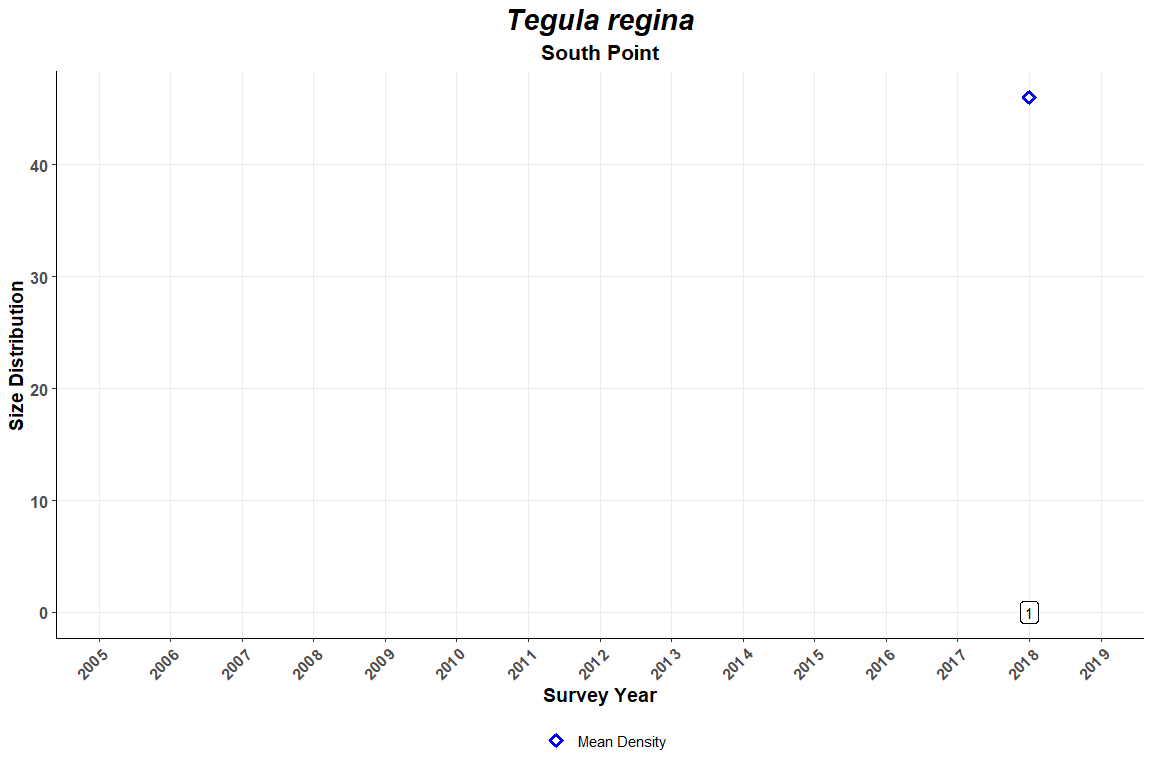 Tegula regina
South Point
Size Distribution
40
30
20
10
0
1
2005 2006 2007 2008 2009 2010 2011 2012 2013 2014 2015 2016 2017 2018 2019
Survey Year
Mean Density